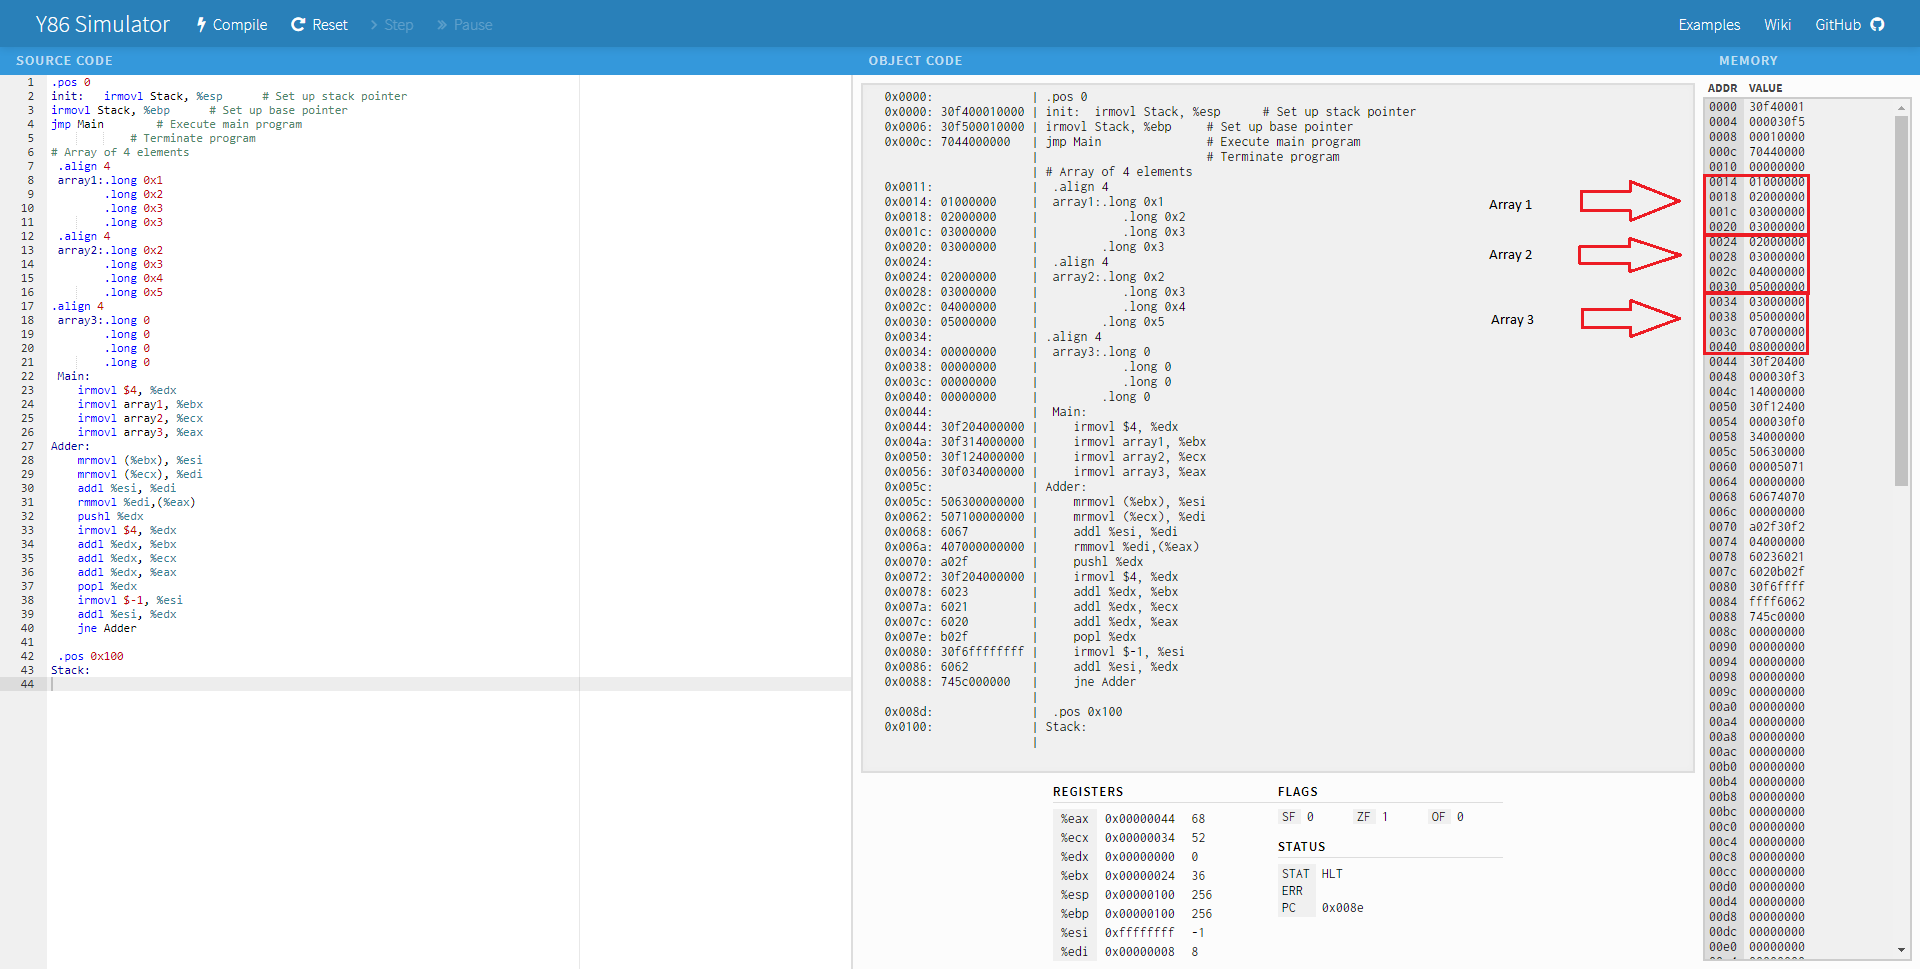 Y86 Simulator Compile Reset Step Pause Examples Wiki GitHub
SOURCE CODE
1 .pos 0
2 init:   irmovl Stack, %esp      # Set up stack pointer
3 irmovl Stack, %ebp      # Set up base pointer
4 jmp Main        # Execute main program
5             # Terminate program
6 # Array of 4 elements
7  .align 4
8  array1:.long 0x1
9         .long 0x2
10         .long 0x3
11         .long 0x3
12  .align 4
13  array2:.long 0x2
14         .long 0x3
15         .long 0x4
16         .long 0x5
17 .align 4
18  array3:.long 0
19         .long 0
20         .long 0
21         .long 0
22  Main:
23     irmovl $4, %edx
24     irmovl array1, %ebx
25     irmovl array2, %ecx
26     irmovl array3, %eax
27 Adder:
28     mrmovl (%ebx), %esi
29     mrmovl (%ecx), %edi
30     addl %esi, %edi
31     rmmovl %edi,(%eax)
32     pushl %edx
33     irmovl $4, %edx
34     addl %edx, %ebx
35     addl %edx, %ecx
36     addl %edx, %eax
37     popl %edx
38     irmovl $-1, %esi
39     addl %esi, %edx
40     jne Adder
41
42  .pos 0x100
43 Stack:
44
OBJECT CODE
0x0000:              | .pos 0
0x0000: 30f400010000 | init:  irmovl Stack, %esp      # Set up stack pointer
0x0006: 30f500010000 | irmovl Stack, %ebp     # Set up base pointer
0x000c: 7044000000   | jmp Main               # Execute main program
|                        # Terminate program
| # Array of 4 elements
0x0011:              |  .align 4
0x0014: 01000000     |  array1:.long 0x1
0x0018: 02000000     |            .long 0x2
0x001c: 03000000     |            .long 0x3
0x0020: 03000000     |         .long 0x3
0x0024:              |  .align 4
0x0024: 02000000     |  array2:.long 0x2
0x0028: 03000000     |            .long 0x3
0x002c: 04000000     |            .long 0x4
0x0030: 05000000     |         .long 0x5
0x0034:              | .align 4
0x0034: 00000000     |  array3:.long 0
0x0038: 00000000     |            .long 0
0x003c: 00000000     |            .long 0
0x0040: 00000000     |         .long 0
0x0044:              |  Main:
0x0044: 30f204000000 |     irmovl $4, %edx
0x004a: 30f314000000 |     irmovl array1, %ebx
0x0050: 30f124000000 |     irmovl array2, %ecx
0x0056: 30f034000000 |     irmovl array3, %eax
0x005c:              | Adder:
0x005c: 506300000000 |     mrmovl (%ebx), %esi
0x0062: 507100000000 |     mrmovl (%ecx), %edi
0x0068: 6067         |     addl %esi, %edi
0x006a: 407000000000 |     rmmovl %edi,(%eax)
0x0070: a02f         |     pushl %edx
0x0072: 30f204000000 |     irmovl $4, %edx
0x0078: 6023         |     addl %edx, %ebx
0x007a: 6021         |     addl %edx, %ecx
0x007c: 6020         |     addl %edx, %eax
0x007e: b02f         |     popl %edx
0x0080: 30f6ffffffff |     irmovl $-1, %esi
0x0086: 6062         |     addl %esi, %edx
0x0088: 745c000000   |     jne Adder
|
0x008d:              |  .pos 0x100
0x0100:              | Stack:
|
Array 1
Array 2
Array 3
REGISTERS
%eax 0x00000044 68
%ecx 0x00000034 52
%edx 0x00000000 0
%ebx 0x00000024 36
%esp 0x00000100 256
%ebp 0x00000100 256
%esi 0xffffffff -1
%edi 0x00000008 8
FLAGS
SF 0 ZF 1 OF 0
STATUS
STAT HLT
ERR
PC 0x008e
MEMORY
ADDR VALUE
0000 30f40001
0004 000030f5
0008 00010000
000c 70440000
0010 00000000
0014 01000000
0018 02000000
001c 03000000
0020 03000000
0024 02000000
0028 03000000
002c 04000000
0030 05000000
0034 03000000
0038 05000000
003c 07000000
0040 08000000
0044 30f20400
0048 000030f3
004c 14000000
0050 30f12400
0054 000030f0
0058 34000000
005c 50630000
0060 00005071
0064 00000000
0068 60674070
006c 00000000
0070 a02f30f2
0074 04000000
0078 60236021
007c 6020b02f
0080 30f6ffff
0084 ffff6062
0088 745c0000
008c 00000000
0090 00000000
0094 00000000
0098 00000000
009c 00000000
00a0 00000000
00a4 00000000
00a8 00000000
00ac 00000000
00b0 00000000
00b4 00000000
00b8 00000000
00bc 00000000
00c0 00000000
00c4 00000000
00c8 00000000
00cc 00000000
00d0 00000000
00d4 00000000
00d8 00000000
00dc 00000000
00e0 00000000